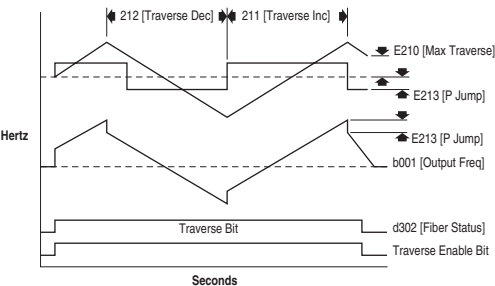 212 [Traverse Dec]
211 [Traverse Inc]
E210 [Max Traverse]
E213 [P Jump]
Hertz
E213 [P Jump]
b001 [Output Freq]
Traverse Bit
d302 [Fiber Status]
Traverse Enable Bit
Seconds